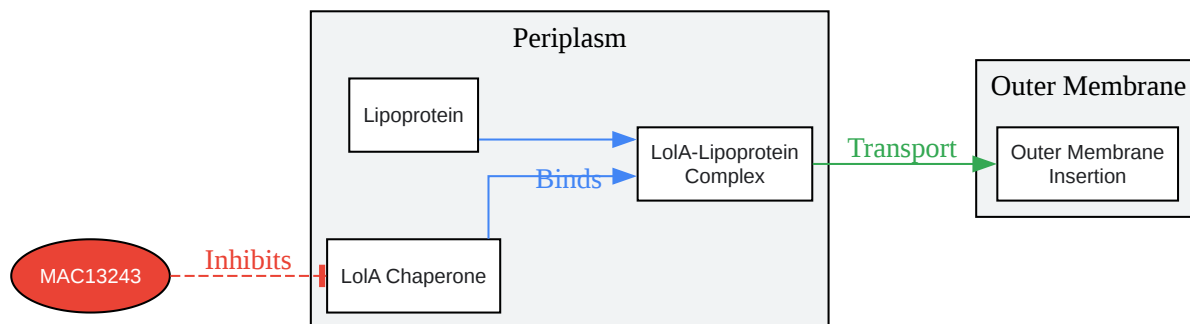 Periplasm
Outer Membrane
Lipoprotein
LolA-Lipoprotein
Complex
Transport
Outer Membrane
Insertion
Binds
MAC13243
Inhibits
LolA Chaperone